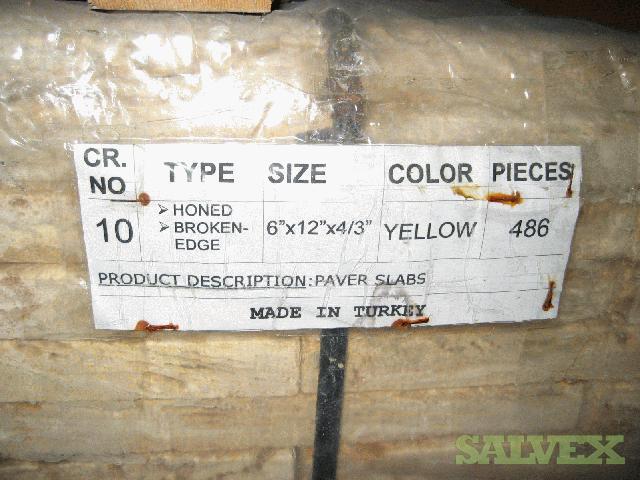 CR. NO TYPE SIZE COLOR PIECES
10 ➢ HONED 6"x12"x4/3" YELLOW 486
➢ BROKEN-
EDGE
PRODUCT DESCRIPTION:PAVER SLABS
MADE IN TURKEY
SALVEX